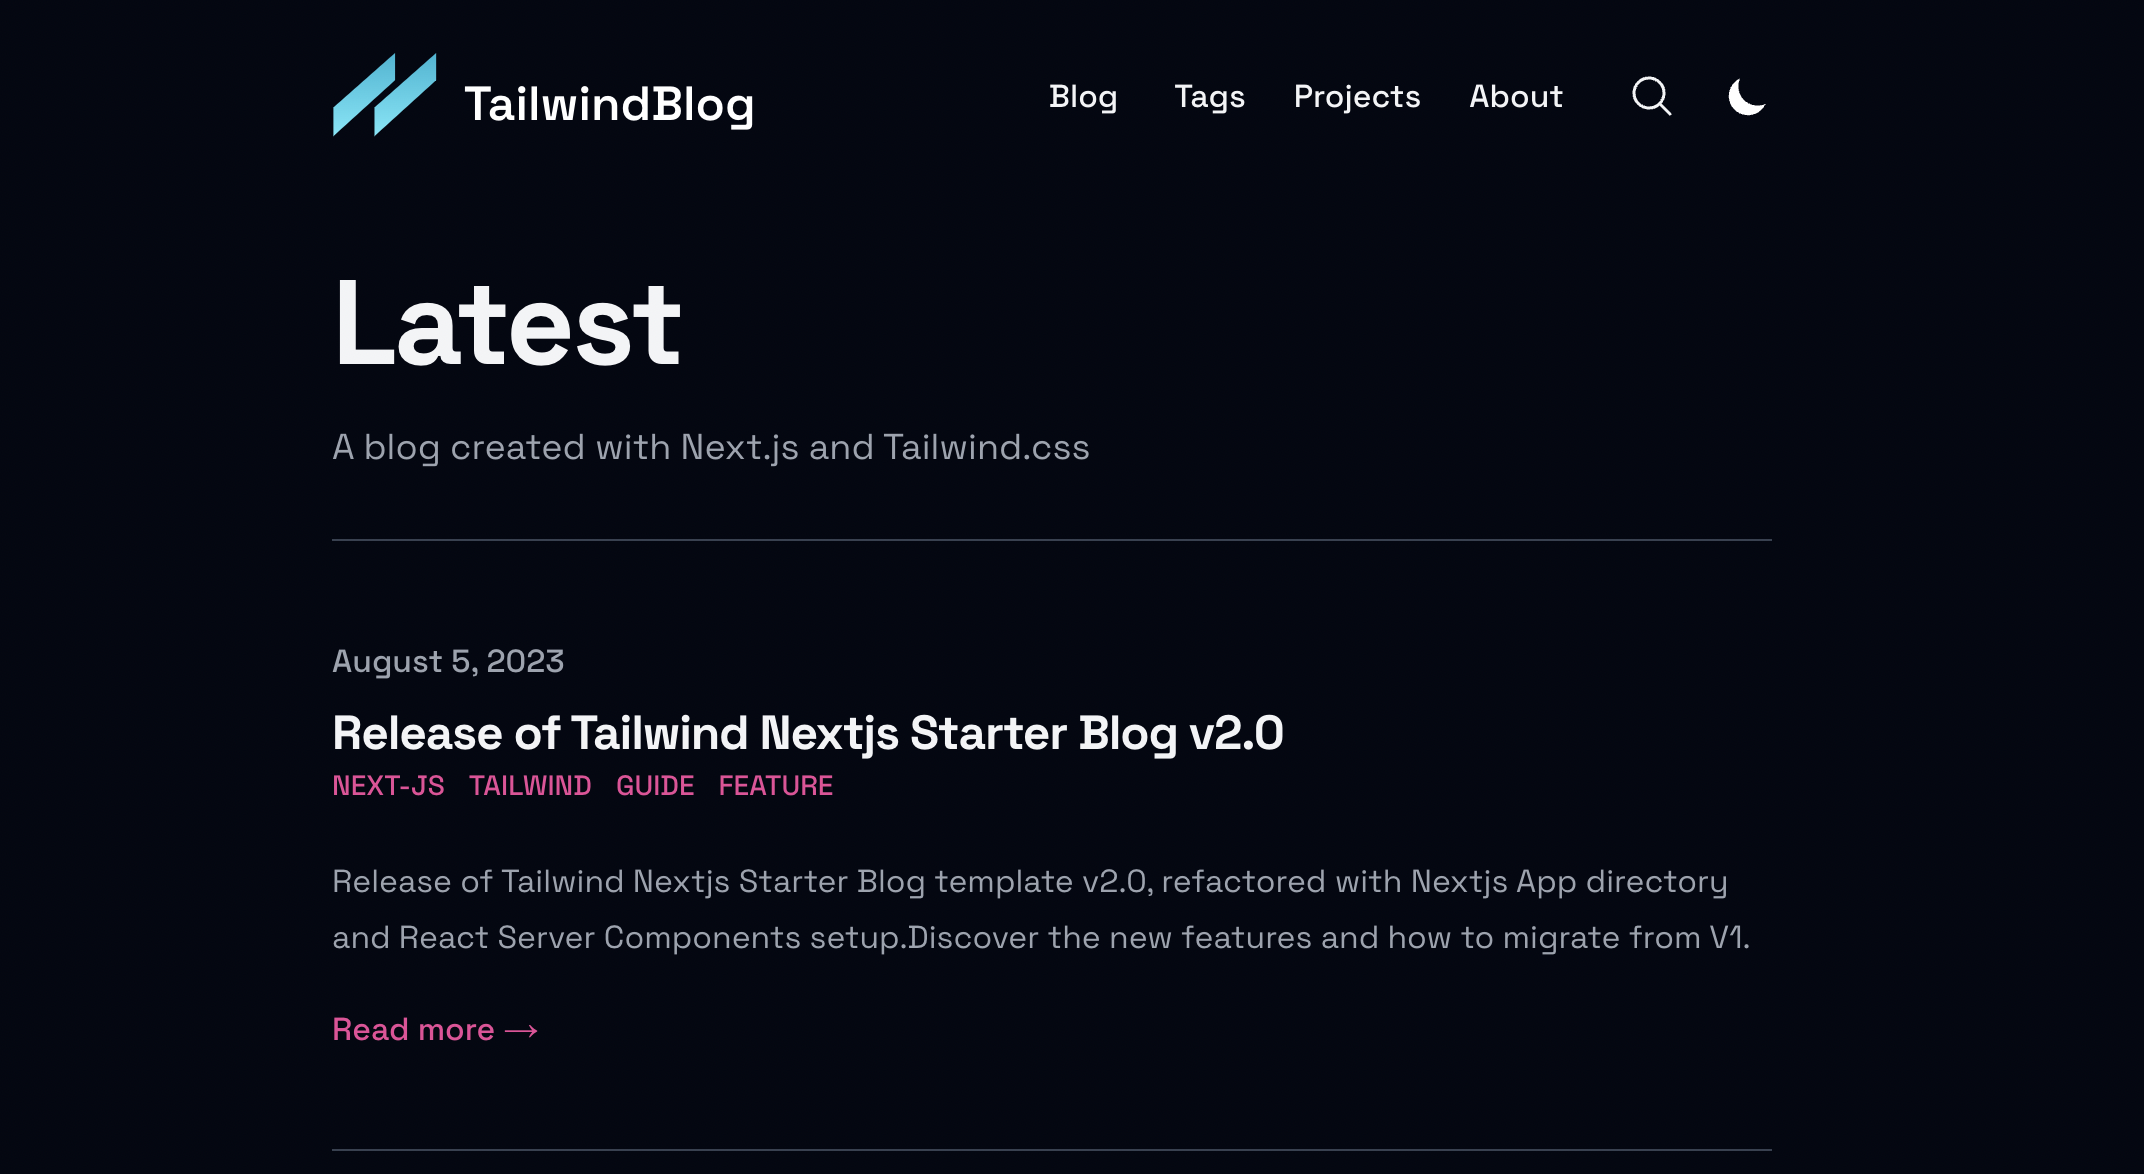 TailwindBlog
Blog Tags Projects About
Latest
A blog created with Next.js and Tailwind.css
August 5, 2023
Release of Tailwind Nextjs Starter Blog v2.0
NEXT-JS TAILWIND GUIDE FEATURE
Release of Tailwind Nextjs Starter Blog template v2.0, refactored with Nextjs App directory
and React Server Components setup.Discover the new features and how to migrate from V1.
Read more →